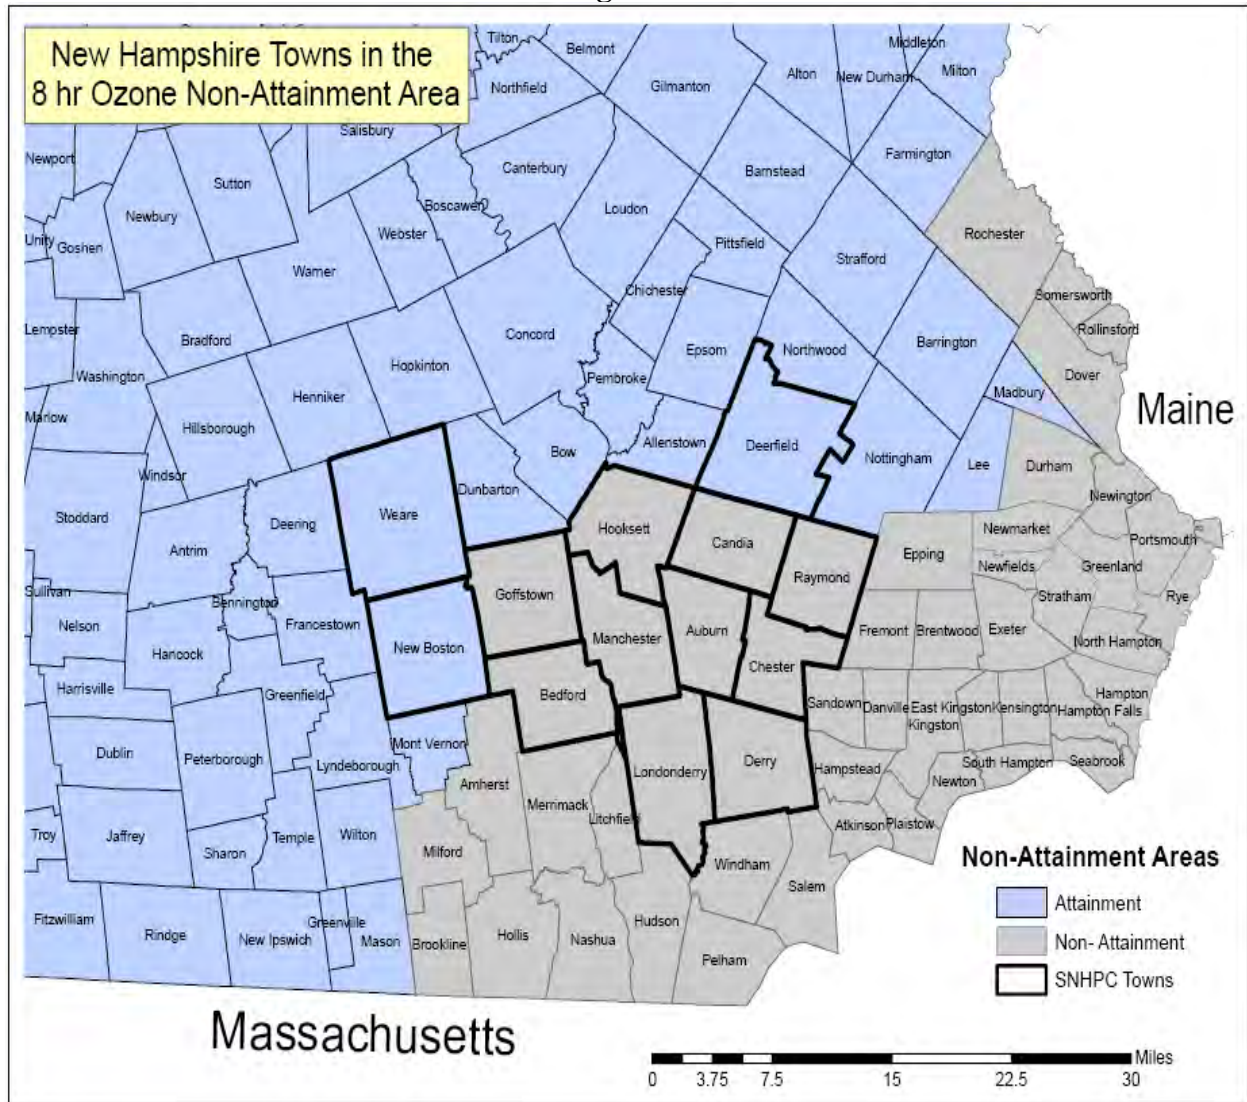 New Hampshire Towns in the
8 hr Ozone Non-Attainment Area
Tilton
Belmont
Middleton
Alton
New Durham
Milton
Northfield
Gilmanton
Salisbury
Newport
Canterbury
Farmington
Sutton
Barnstead
Boscawen
Loudon
Newbury
Webster
Rochester
Unity
Goshen
Pittsfield
Strafford
Warner
Chichester
Somersworth
Lempster
Concord
Rollinsford
Bradford
Epsom
Northwood
Barrington
Hopkinton
Washington
Pembroke
Dover
Henniker
Madbury
Maine
Marlow
Hillsborough
Allenstown
Deerfield
Bow
Nottingham
Lee
Durham
Windsor
Dunbarton
Newington
Stoddard
Weare
Deering
Hooksett
Newmarket
Portsmouth
Antrim
Candia
Epping
Newfields
Greenland
Raymond
Sullivan
Bennington
Goffstown
Stratham
Rye
Nelson
Francestown
Manchester
Auburn
Fremont
Brentwood
Exeter
North Hampton
Hancock
New Boston
Chester
Harrisville
Greenfield
Bedford
Hampton
Sandown
Danville
East Kingston
Kensington
Hampton Falls
Kingston
Dublin
Peterborough
Mont Vernon
Lyndeborough
Londonderry
Derry
Hampstead
South Hampton
Seabrook
Amherst
Newton
Merrimack
Litchfield
Troy
Jaffrey
Temple
Wilton
Atkinson
Plaistow
Sharon
Milford
Windham
Salem
Non-Attainment Areas
Attainment
Non- Attainment
SNHPC Towns
Fitzwilliam
Rindge
New Ipswich
Greenville
Mason
Brookline
Hollis
Nashua
Hudson
Pelham
Massachusetts
Miles
0 3.75 7.5 15 22.5 30